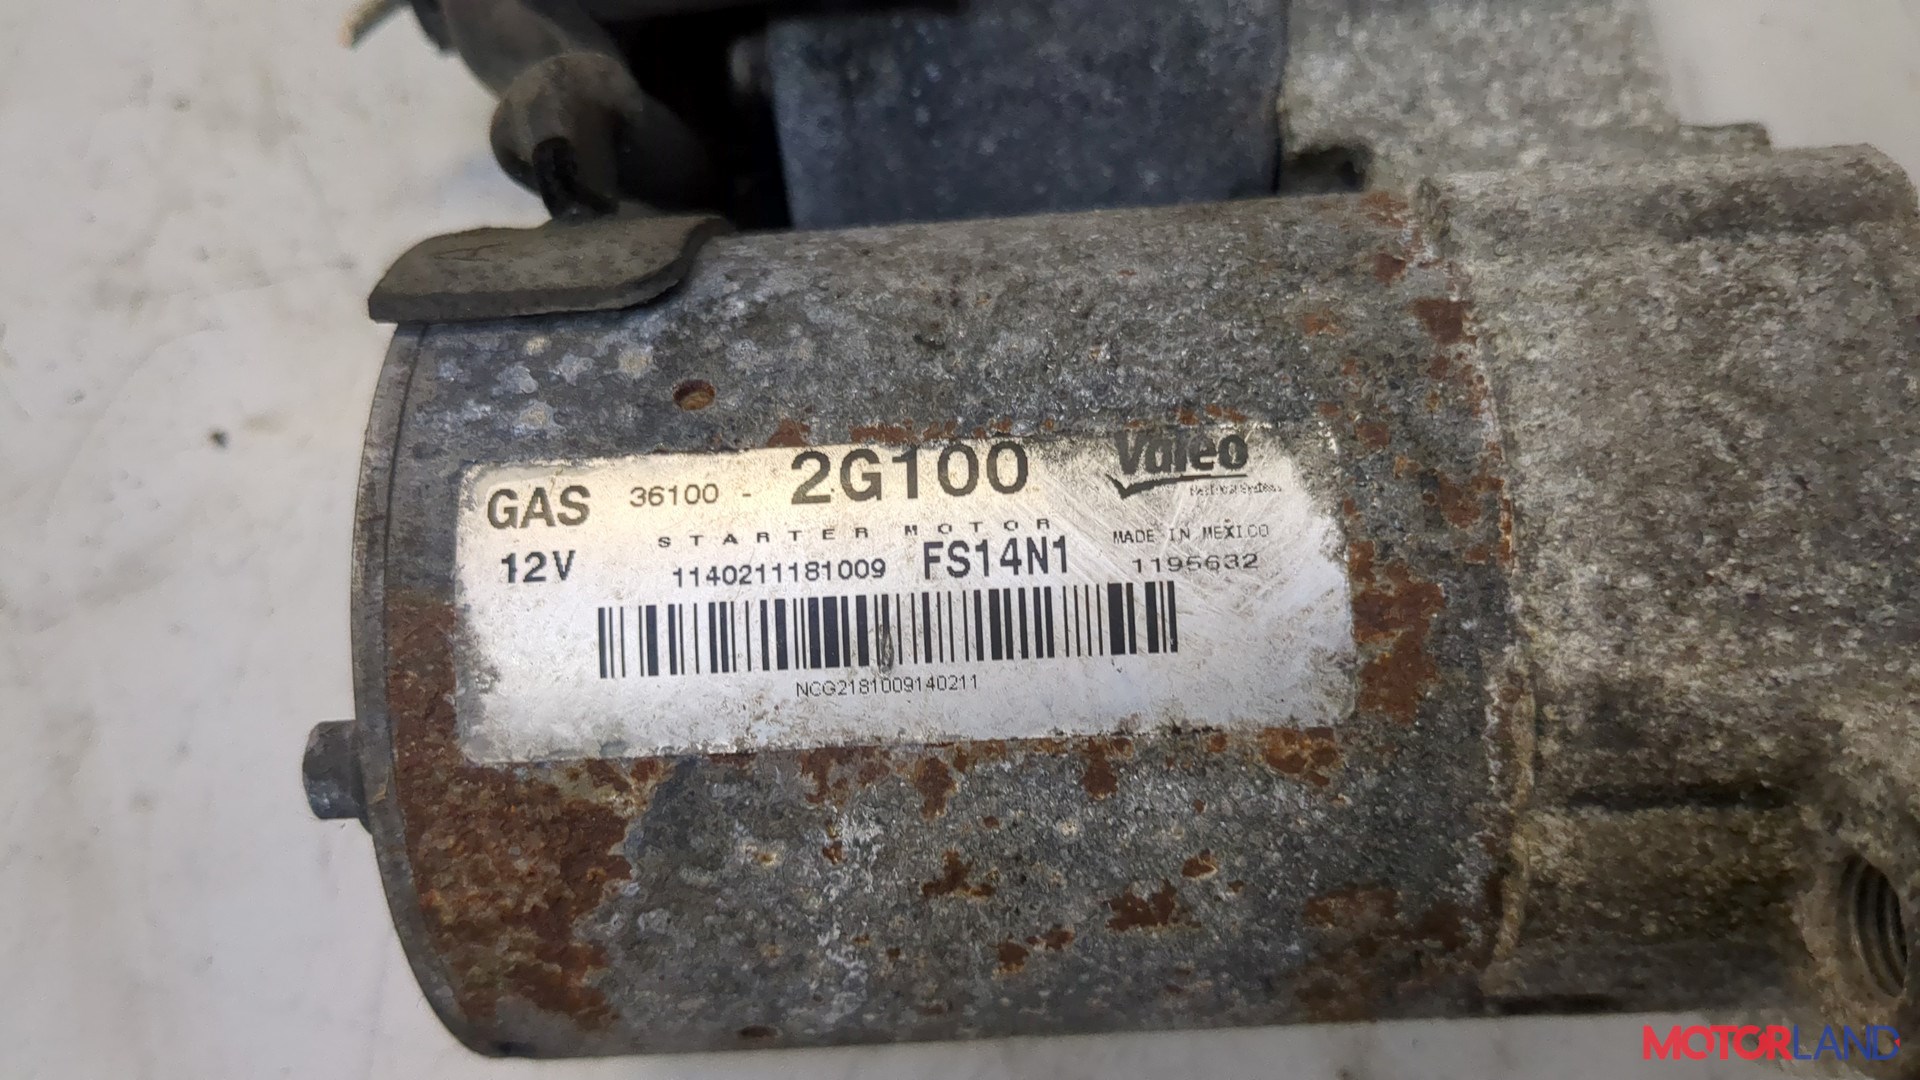 GAS 36100 - 2G100 Valeo
STARTER MOTOR MADE IN MEXICO
12V 1140211181009 FS14N1 1195632
NCG2181009140211
MOTORLAND